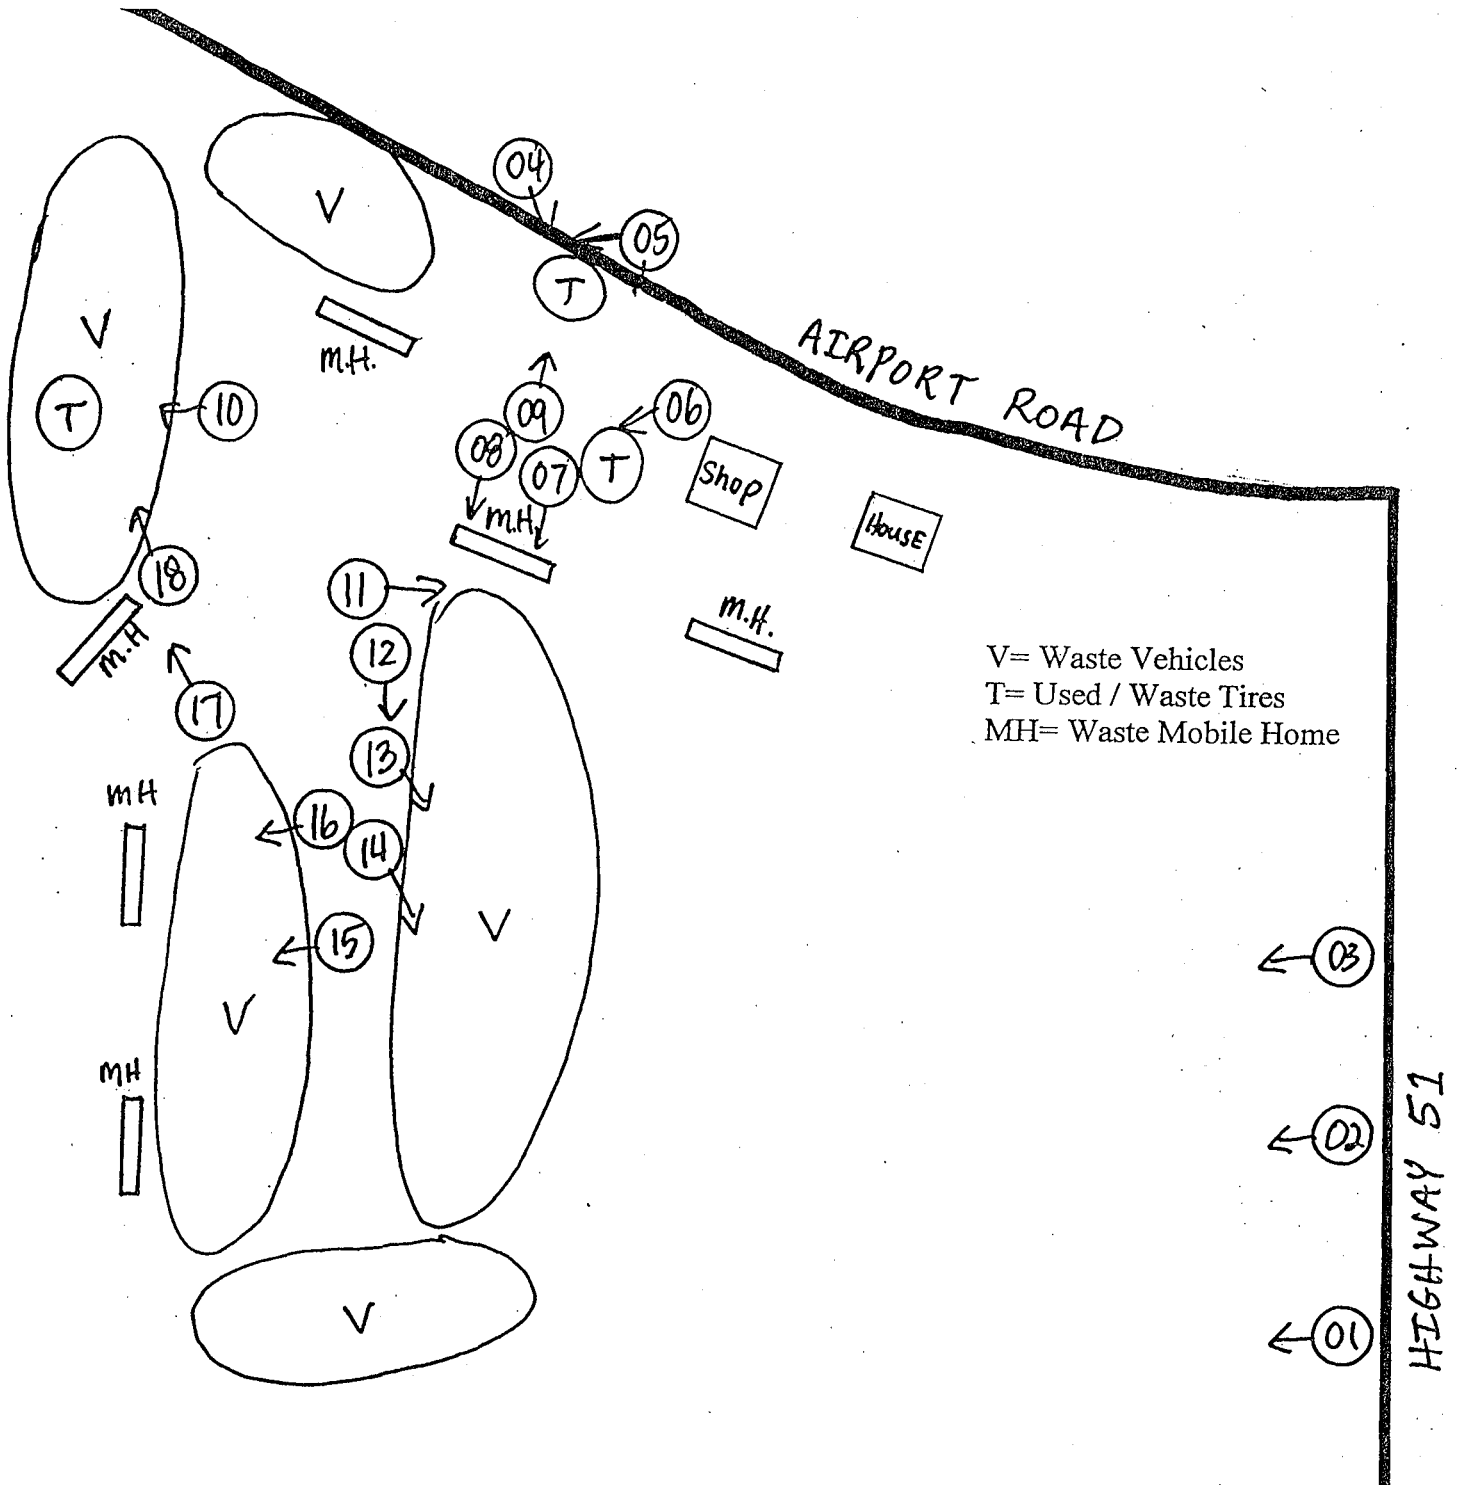 04
V
05
T
AIRPORT ROAD
V
M.H.
10
T
09
06
08
07
T
Shop
M.H.
HOUSE
18
11
M.H.
M.H
12
V= Waste Vehicles
T= Used / Waste Tires
MH= Waste Mobile Home
17
13
MH
16
14
V
15
03
V
MH
02
HIGHWAY 51
V
01